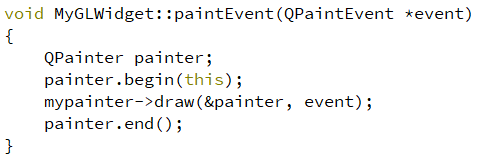 void MyGLWidget::paintEvent(QPaintEvent *event)
{
    QPainter painter;
    painter.begin(this);
    mypainter->draw(&painter, event);
    painter.end();
}